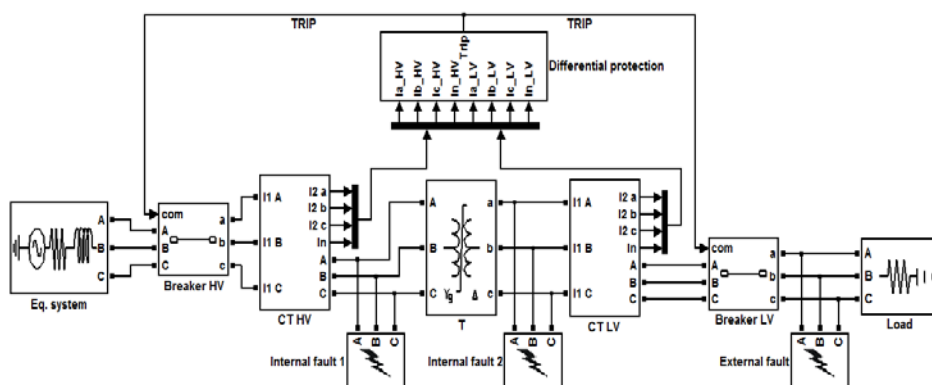 TRIP TRIP
Trip
Ia_HV Ib_HV Ic_HV In_HV Ia_LV Ib_LV Ic_LV In_LV
Differential protection
A B C
Eq. system
com
A B C
a b c
Breaker HV
I1 A
I1 B
I1 C
I2 a
I2 b
I2 c
In
A
B
C
CT HV
A B C
Yg Δ
a b c
T
I1 A
I1 B
I1 C
I2 a
I2 b
I2 c
In
A
B
C
CT LV
com
A B C
a b c
Breaker LV
A B C
Load
Internal fault 1
A B C
Internal fault 2
A B C
External fault
A B C